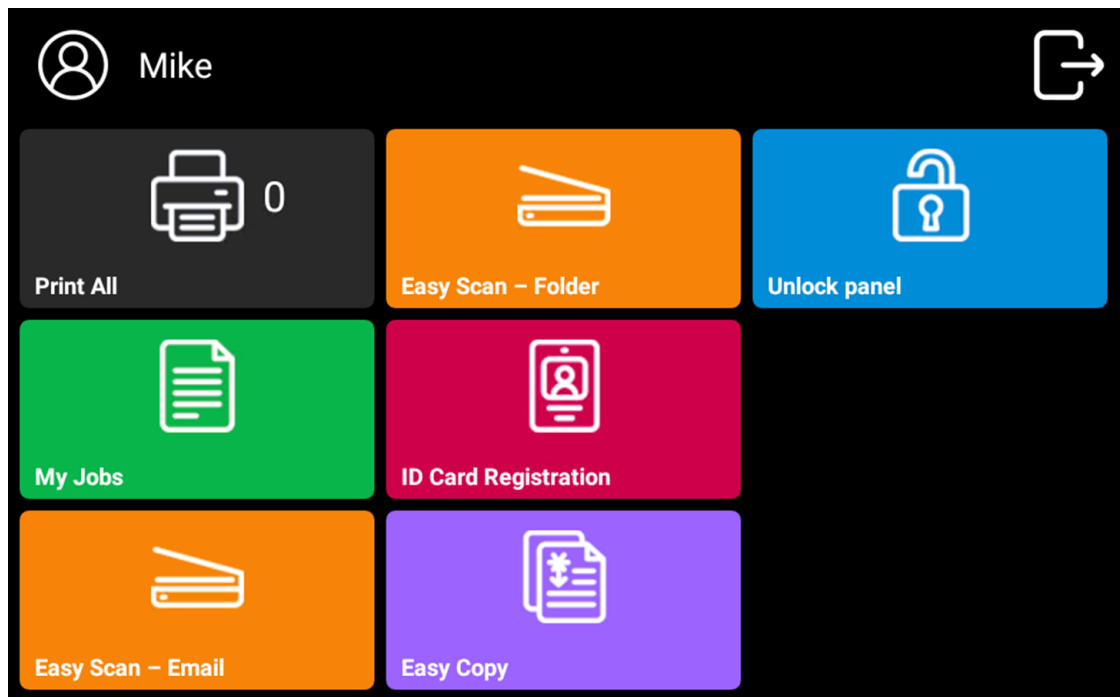 Mike
0
Print All
Easy Scan – Folder
Unlock panel
My Jobs
ID Card Registration
Easy Scan – Email
Easy Copy